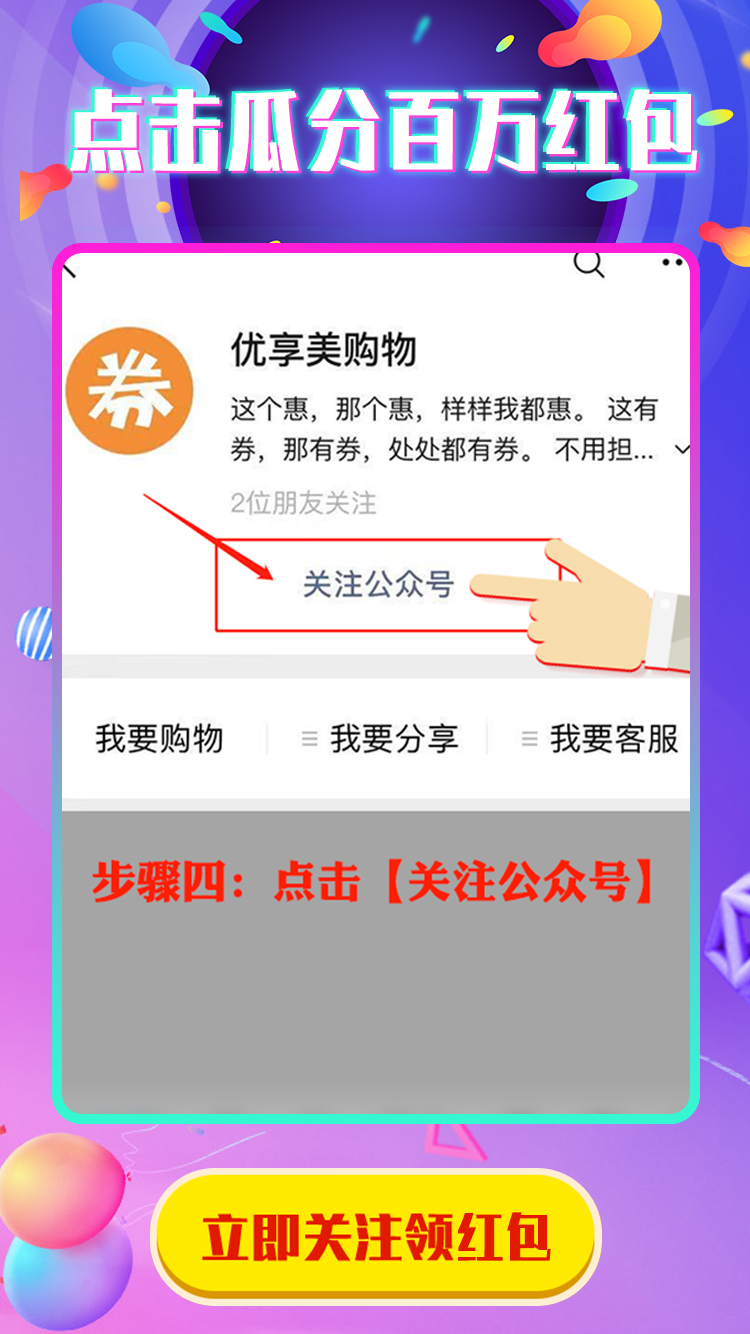 点击瓜分百万红包
券
优享美购物
这个惠，那个惠，样样我都惠。 这有
券，那有券，处处都有券。 不用担...
2位朋友关注
关注公众号
我要购物
我要分享
我要客服
步骤四：点击【关注公众号】
立即关注领红包